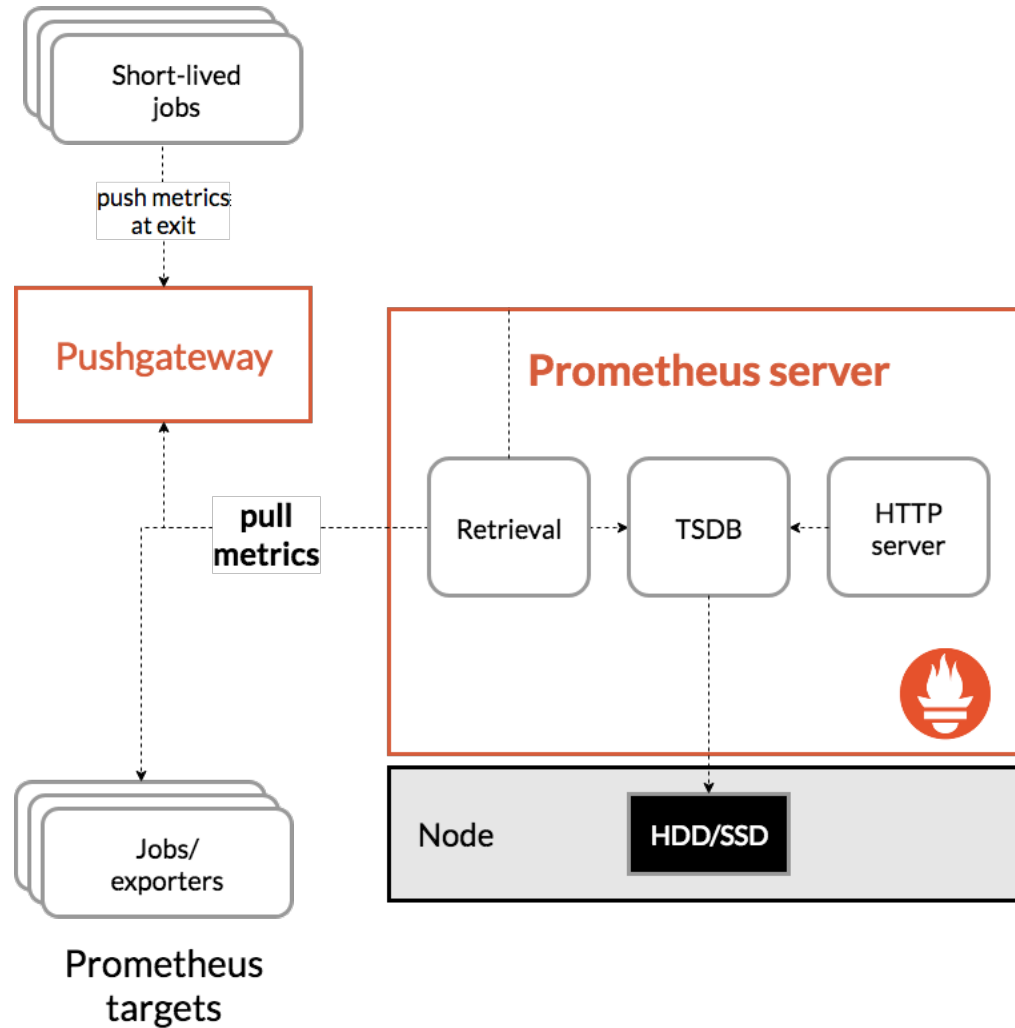 Short-lived
jobs
push metrics
at exit
Pushgateway
Prometheus server
pull
metrics
Retrieval
TSDB
HTTP
server
Node
HDD/SSD
Jobs/
exporters
Prometheus
targets